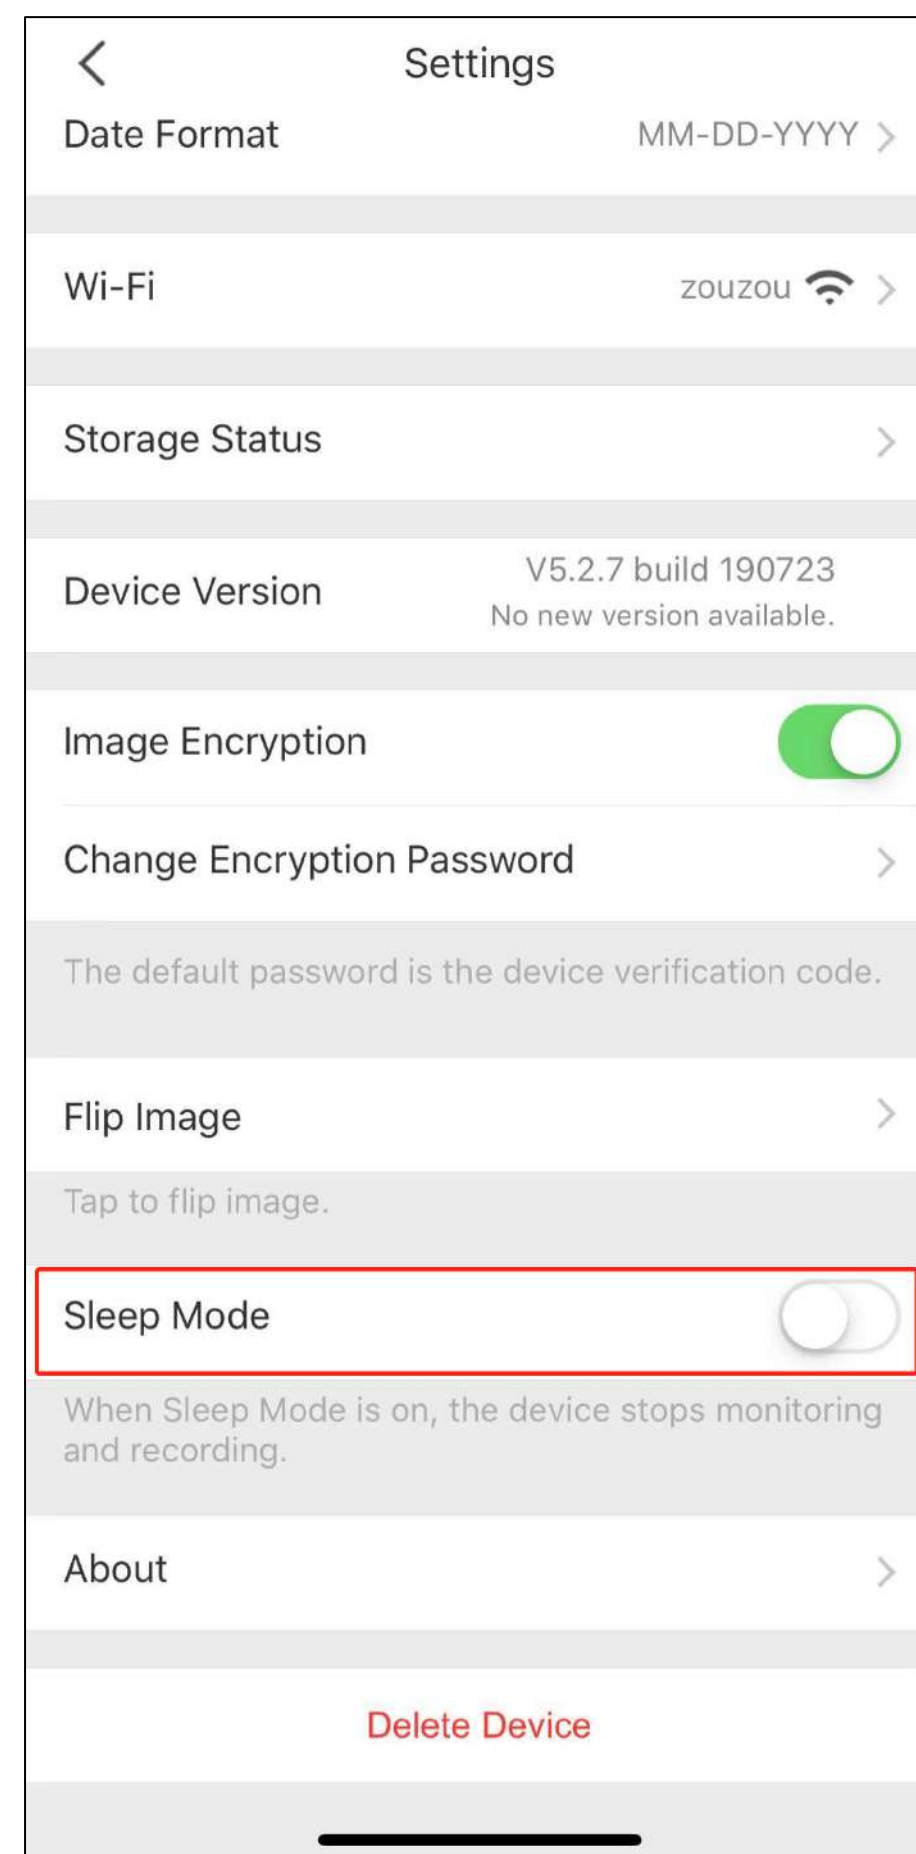 Settings
Date Format MM-DD-YYYY
Wi-Fi zouzou
Storage Status
Device Version V5.2.7 build 190723
No new version available.
Image Encryption
Change Encryption Password
The default password is the device verification code.
Flip Image
Tap to flip image.
Sleep Mode
When Sleep Mode is on, the device stops monitoring
and recording.
About
Delete Device